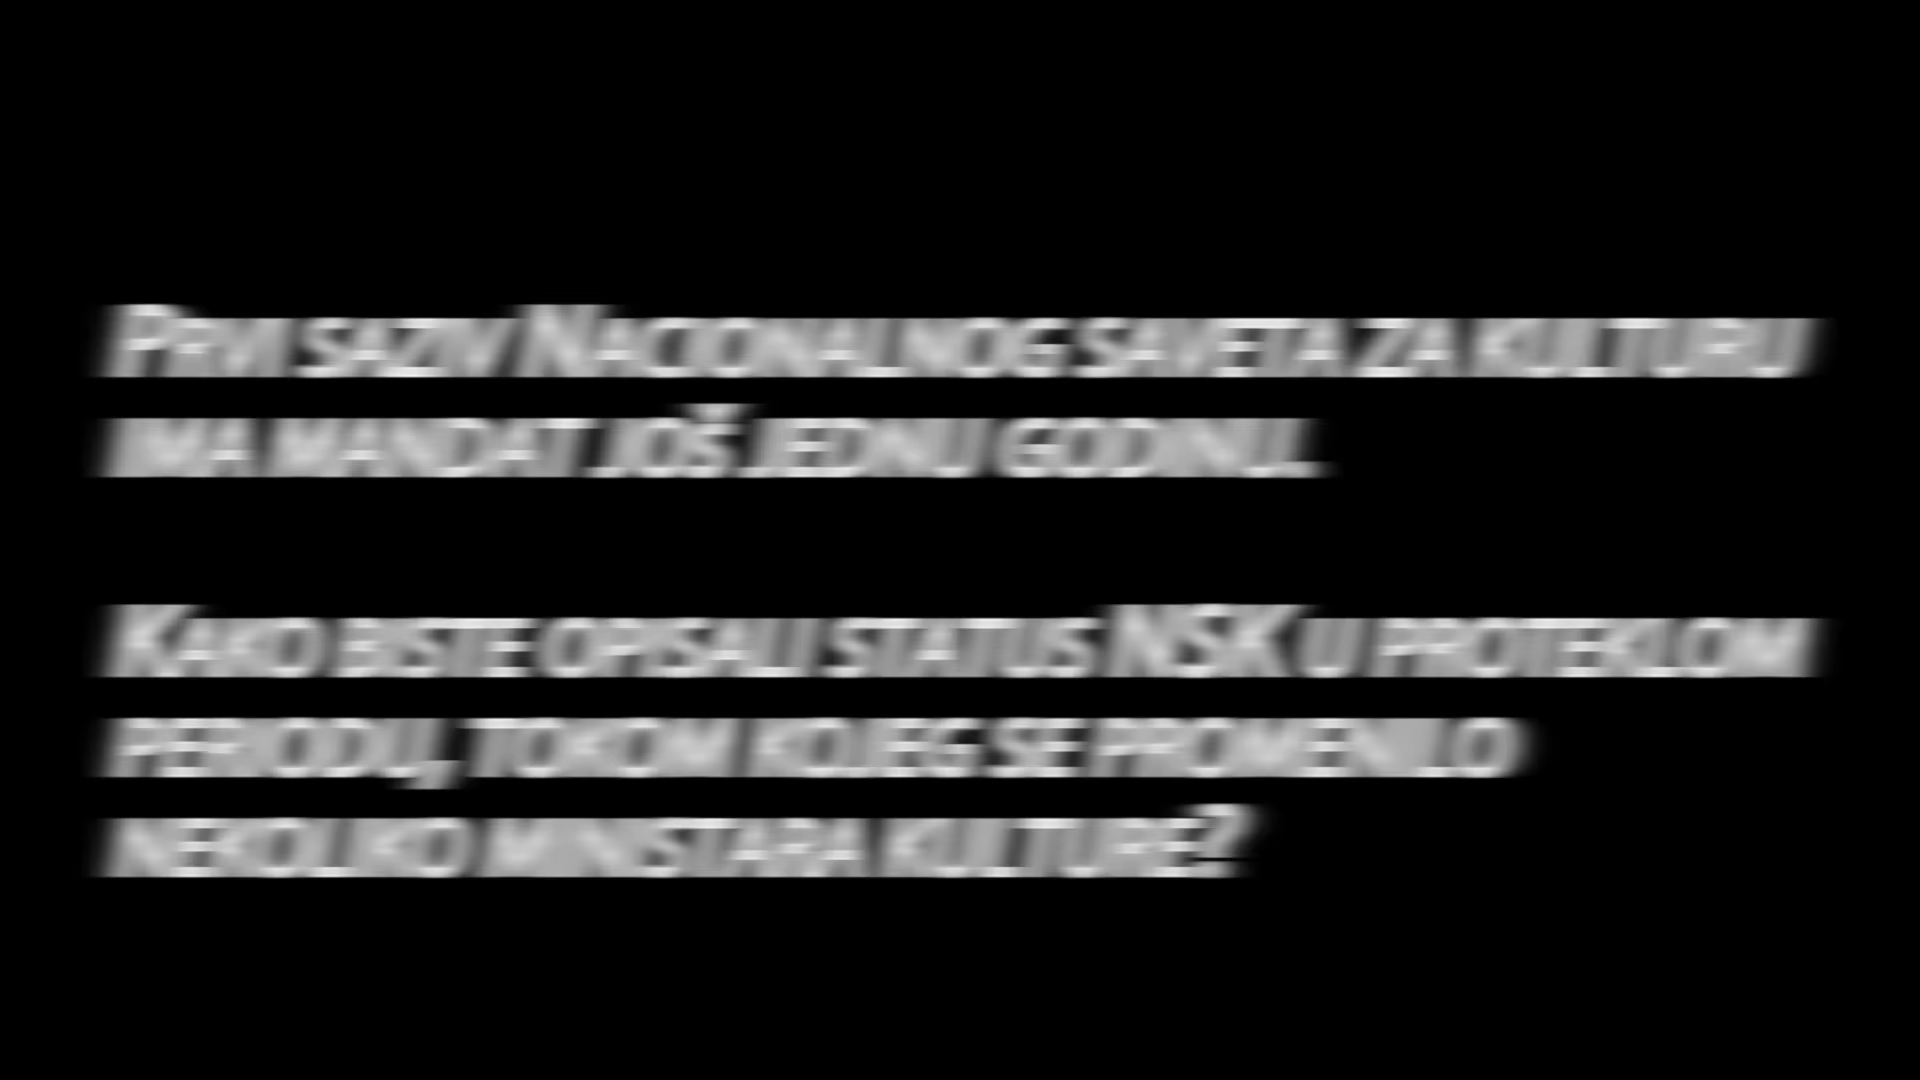 Prvi saziv Nacionalnog saveta za kulturu
ima mandat još jednu godinu.
Kako biste opisali status NSK u proteklom
periodu, tokom kojeg se promenilo
nekoliko ministara kulture?